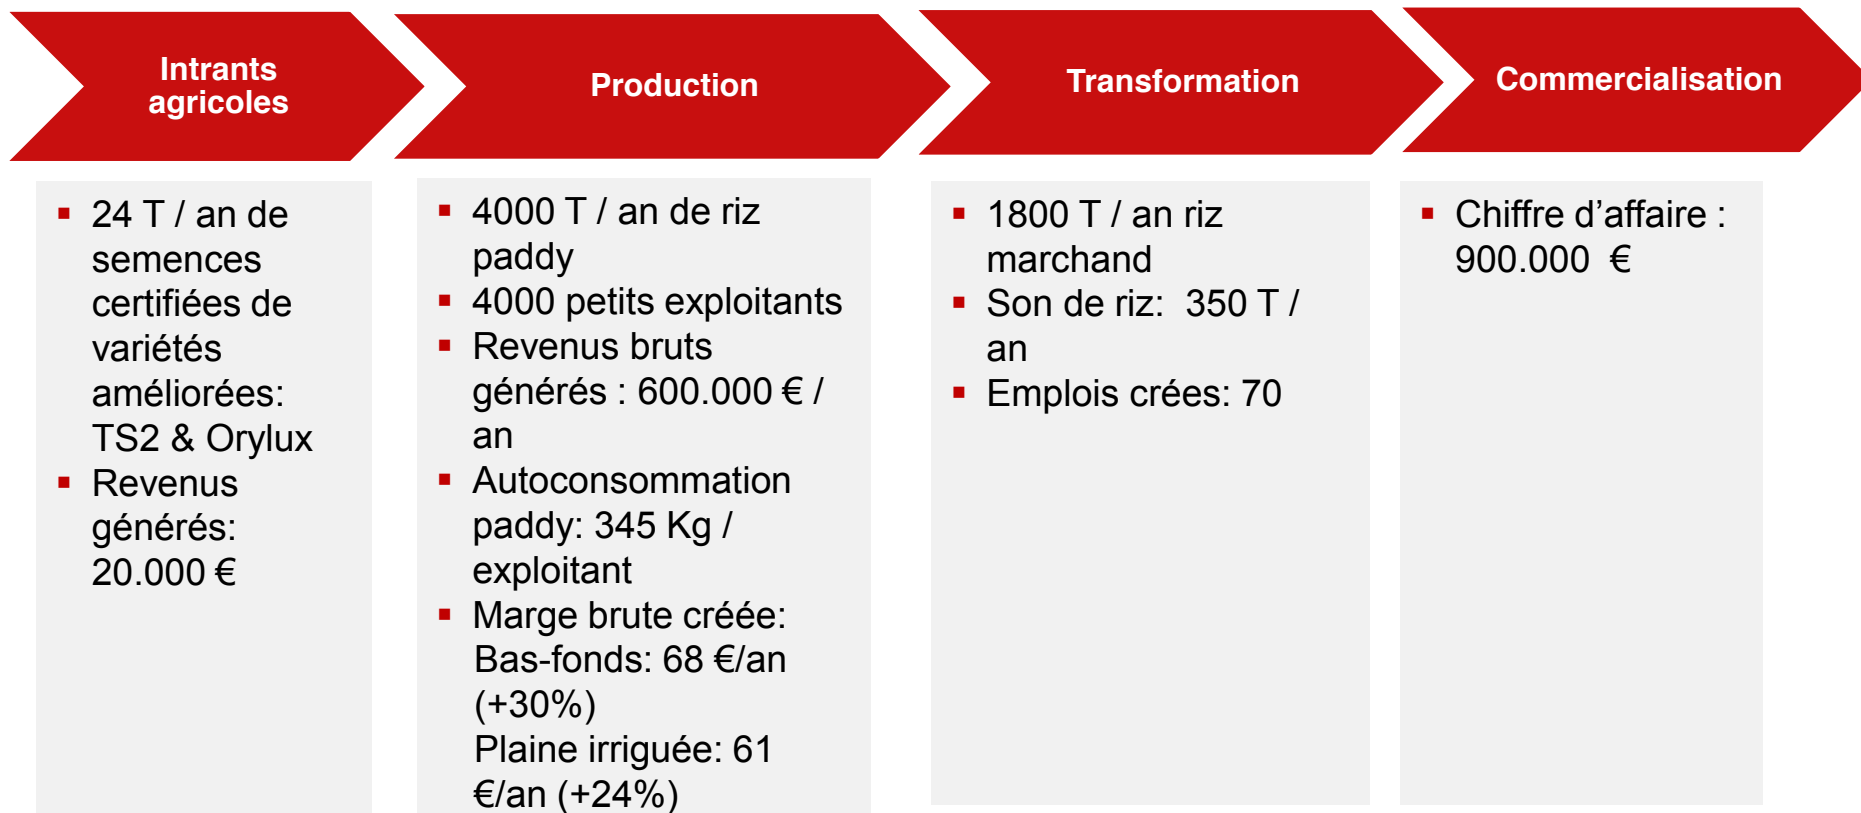 Intrants
agricoles
Production
Transformation
Commercialisation
▪ 24 T / an de
semences
certifiées de
variétés
améliorées:
TS2 & Orylux
▪ Revenus
générés:
20.000 €
▪ 4000 T / an de riz
paddy
▪ 4000 petits exploitants
▪ Revenus bruts
générés : 600.000 € /
an
▪ Autoconsommation
paddy: 345 Kg /
exploitant
▪ Marge brute créée:
Bas-fonds: 68 €/an
(+30%)
Plaine irriguée: 61
€/an (+24%)
▪ 1800 T / an riz
marchand
▪ Son de riz: 350 T /
an
▪ Emplois crées: 70
▪ Chiffre d’affaire :
900.000 €